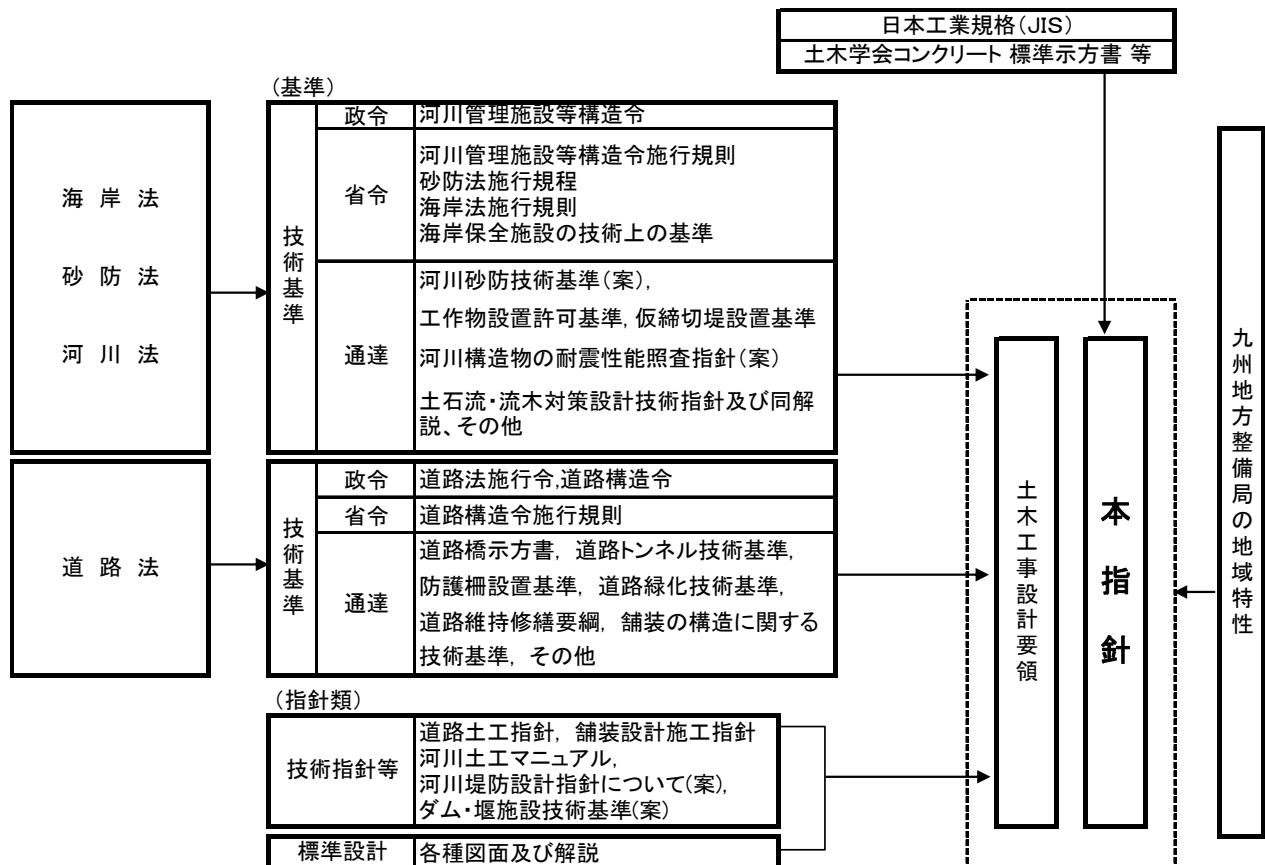 日本工業規格(JIS)
土木学会コンクリート 標準示方書 等
(基準)
海 岸 法
砂 防 法
河 川 法
技術基準
政令
河川管理施設等構造令
省令
河川管理施設等構造令施行規則
砂防法施行規程
海岸法施行規則
海岸保全施設の技術上の基準
通達
河川砂防技術基準(案),
工作物設置許可基準, 仮締切堤設置基準
河川構造物の耐震性能照査指針(案)
土石流・流木対策設計技術指針及び同解
説、その他
道 路 法
技術基準
政令
道路法施行令,道路構造令
省令
道路構造令施行規則
通達
道路橋示方書, 道路トンネル技術基準,
防護柵設置基準, 道路緑化技術基準,
道路維持修繕要綱, 舗装の構造に関する
技術基準, その他
(指針類)
技術指針等
道路土工指針, 舗装設計施工指針
河川土工マニュアル,
河川堤防設計指針について(案),
ダム・堰施設技術基準(案)
標準設計
各種図面及び解説
土木工事設計要領
本指針
九州地方整備局の地域特性